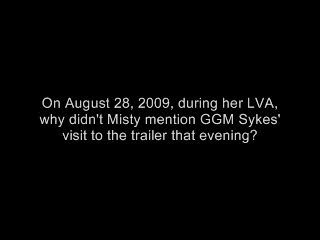 On August 28, 2009, during her LVA,
why didn't Misty mention GGM Sykes'
visit to the trailer that evening?